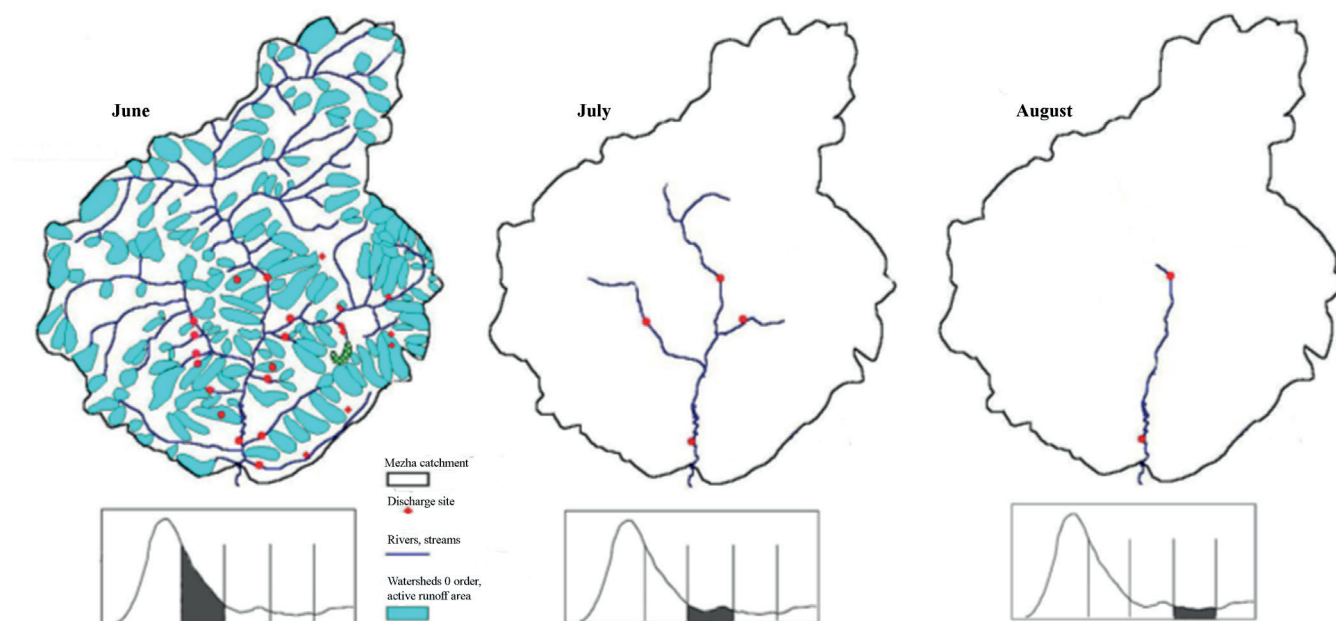 June
July
August
Mezha catchment
Discharge site
Rivers, streams
Watersheds 0 order,
active runoff area